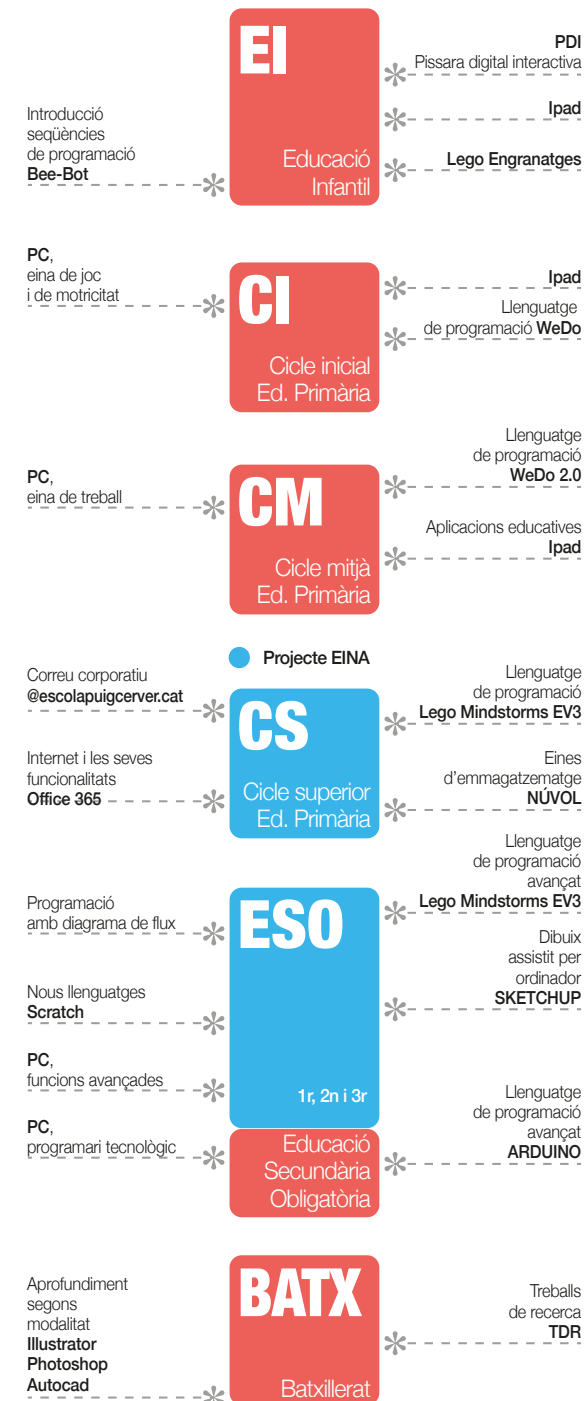 EI
Educació
Infantil
PDI
Pissara digital interactiva
Ipad
Lego Engranatges
Introducció
seqüències
de programació
Bee-Bot
PC,
eina de joc
i de motricitat
CI
Cicle inicial
Ed. Primària
Ipad
Llenguatge
de programació WeDo
PC,
eina de treball
CM
Cicle mitjà
Ed. Primària
Llenguatge
de programació
WeDo 2.0
Aplicacions educatives
Ipad
Projecte EINA
Correu corporatiu
@escolapuigcerver.cat
Internet i les seves
funcionalitats
Office 365
CS
Cicle superior
Ed. Primària
Llenguatge
de programació
Lego Mindstorms EV3
Eines
d’emmagatzematge
NÚVOL
Programació
amb diagrama de flux
Nous llenguatges
Scratch
PC,
funcions avançades
PC,
programari tecnològic
ESO
1r, 2n i 3r
Educació
Secundària
Obligatòria
Llenguatge
de programació
avançat
Lego Mindstorms EV3
Dibuix
assistit per
ordinador
SKETCHUP
Llenguatge
de programació
avançat
ARDUINO
Aprofundiment
segons
modalitat
Illustrator
Photoshop
Autocad
BATX
Batxillerat
Treballs
de recerca
TDR